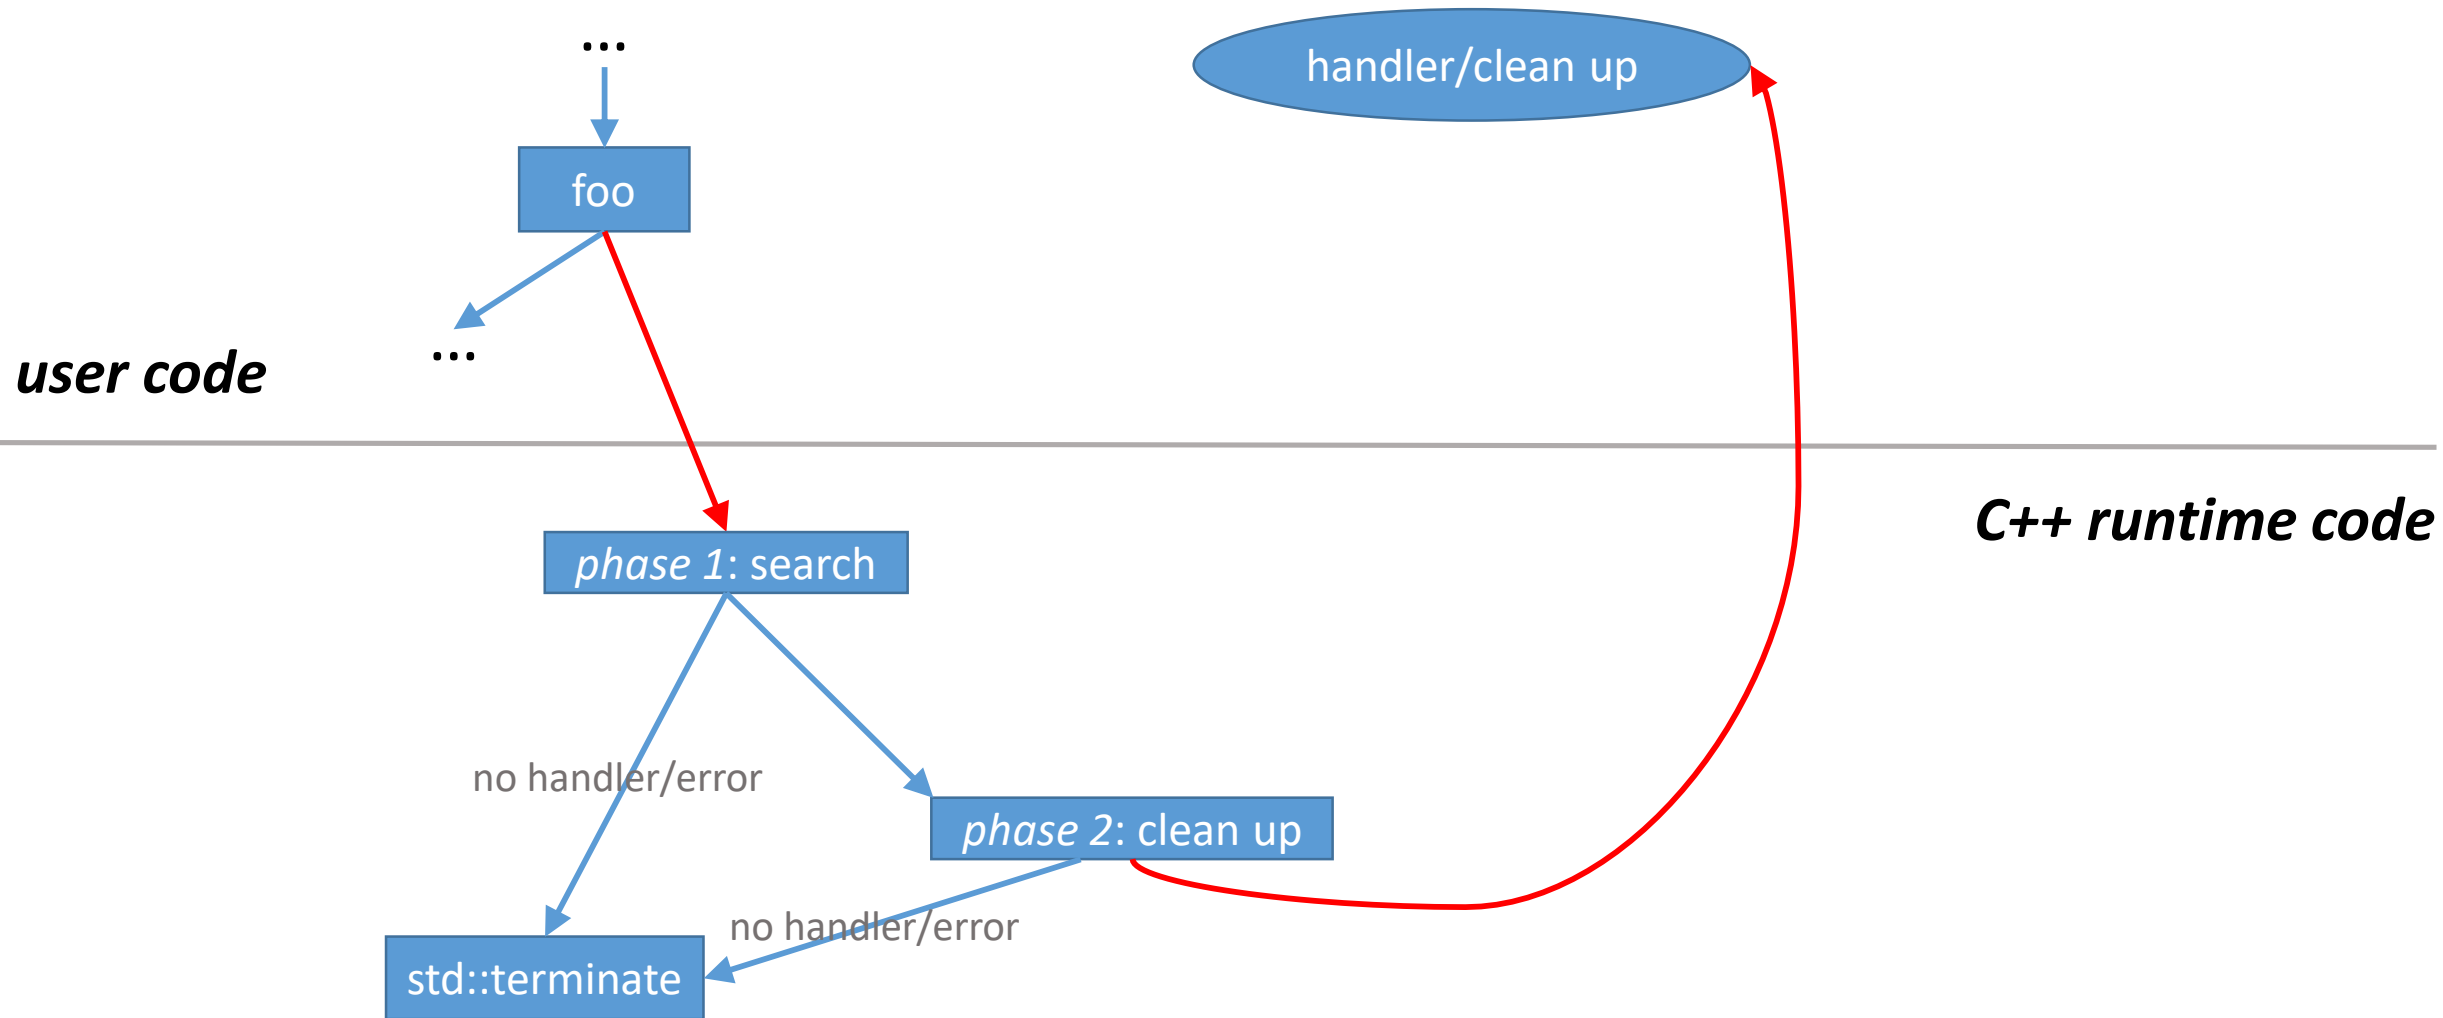 ...
handler/clean up
foo
...
user code
C++ runtime code
phase 1: search
no handler/error
phase 2: clean up
no handler/error
std::terminate